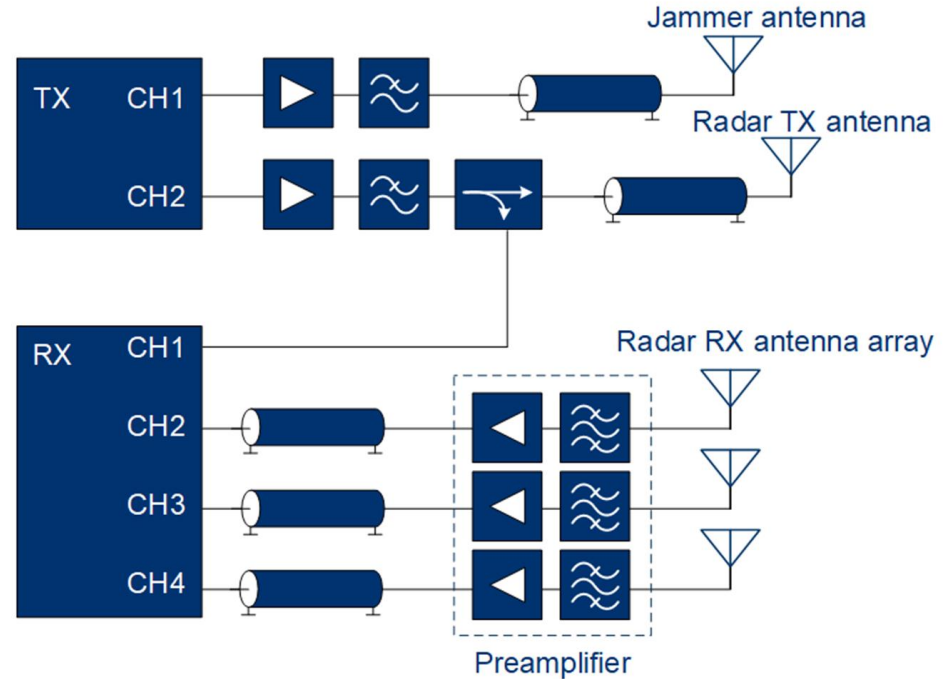 Jammer antenna
TX CH1
Radar TX antenna
CH2
RX CH1
Radar RX antenna array
CH2
CH3
CH4
Preamplifier